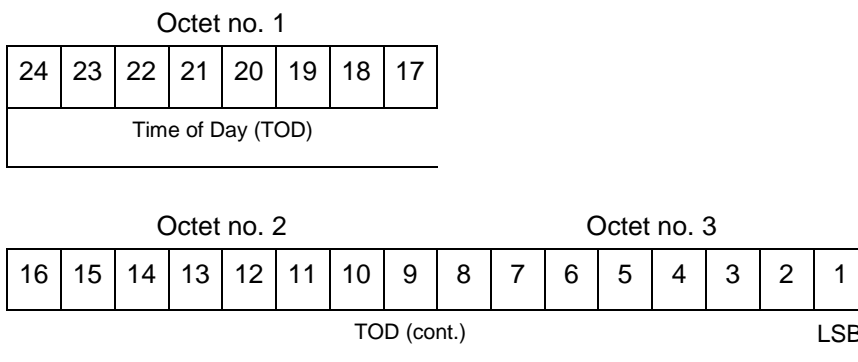 Octet no. 1
24 23 22 21 20 19 18 17
Time of Day (TOD)
Octet no. 2 Octet no. 3
16 15 14 13 12 11 10 9 8 7 6 5 4 3 2 1
TOD (cont.) LSB